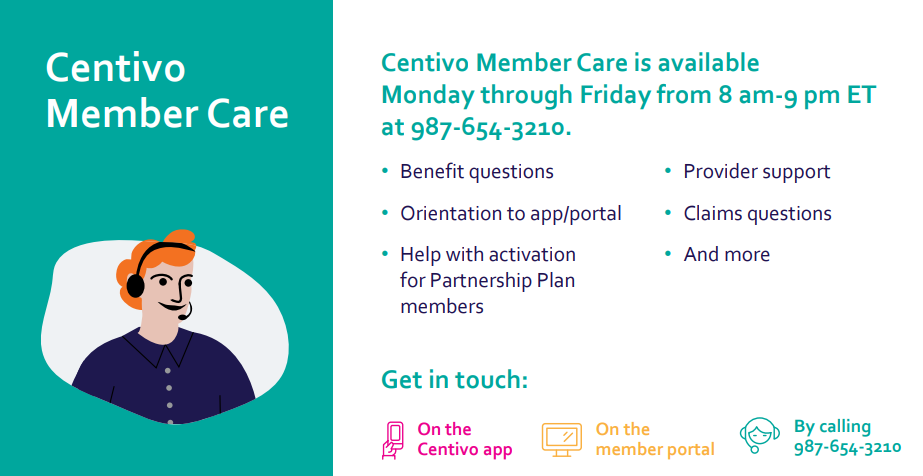 Centivo
Member Care
Centivo Member Care is available
Monday through Friday from 8 am-9 pm ET
at 987-654-3210.
• Benefit questions
• Orientation to app/portal
• Help with activation
for Partnership Plan
members
• Provider support
• Claims questions
• And more
Get in touch:
On the
Centivo app
On the
member portal
By calling
987-654-3210